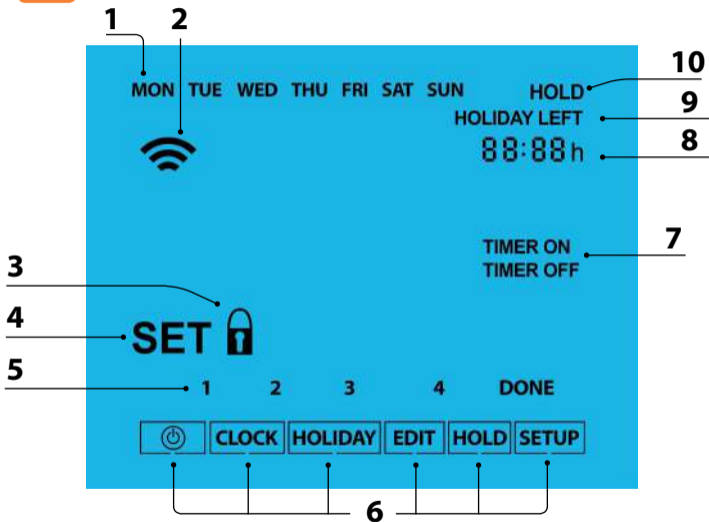 1 2
MON TUE WED THU FRI SAT SUN HOLD 10
HOLIDAY LEFT 9
88:88h 8
TIMER ON 7
TIMER OFF
3
4 SET
5 1 2 3 4 DONE
CLOCK HOLIDAY EDIT HOLD SETUP
6